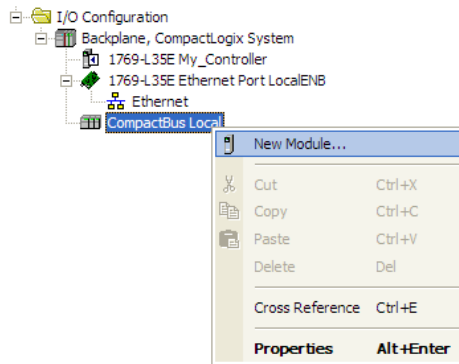 I/O Configuration
Backplane, CompactLogix System
1769-L35E My_Controller
1769-L35E Ethernet Port LocalENB
Ethernet
CompactBus Local
New Module...
Cut Ctrl+X
Copy Ctrl+C
Paste Ctrl+V
Delete Del
Cross Reference Ctrl+E
Properties Alt+Enter